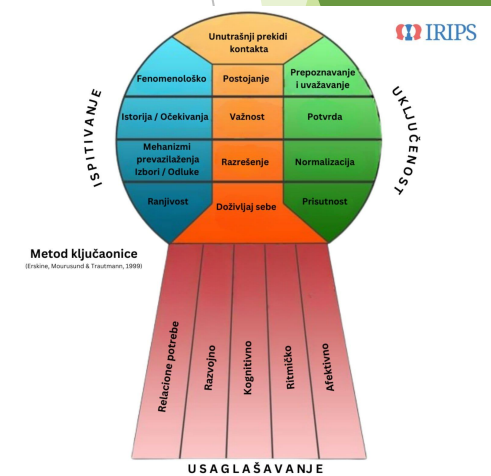 IRIPS
Unutrašnji prekidi
kontakta
Fenomenološko
Postojanje
Prepoznavanje
i uvažavanje
Istorija / Očekivanja
Važnost
Potvrda
Mehanizmi
prevazilaženja
Izbori / Odluke
Razrešenje
Normalizacija
Ranjivost
Doživljaj sebe
Prisutnost
ISPITIVANJE
UKLJUČENOST
Metod ključaonice
(Erskine, Mourusund & Trautmann, 1999)
Relacione potrebe
Razvojno
Kognitivno
Ritmičko
Afektivno
USAGLAŠAVANJE